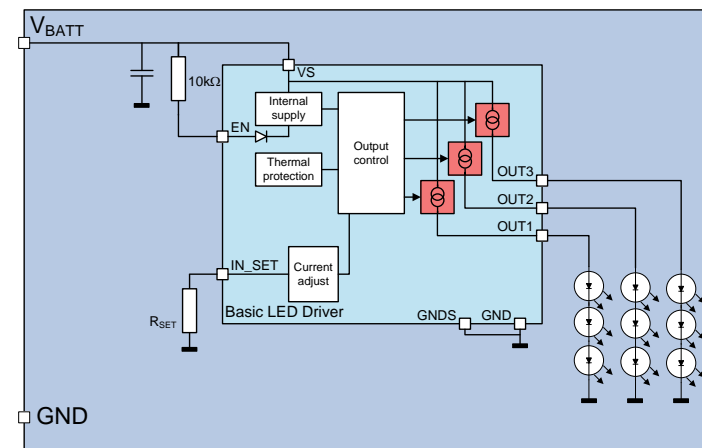 VBATT
10kΩ
VS
Internal
supply
EN
Output
control
Thermal
protection
OUT3
OUT2
OUT1
IN_SET
Current
adjust
RSET
Basic LED Driver
GNDS
GND
GND